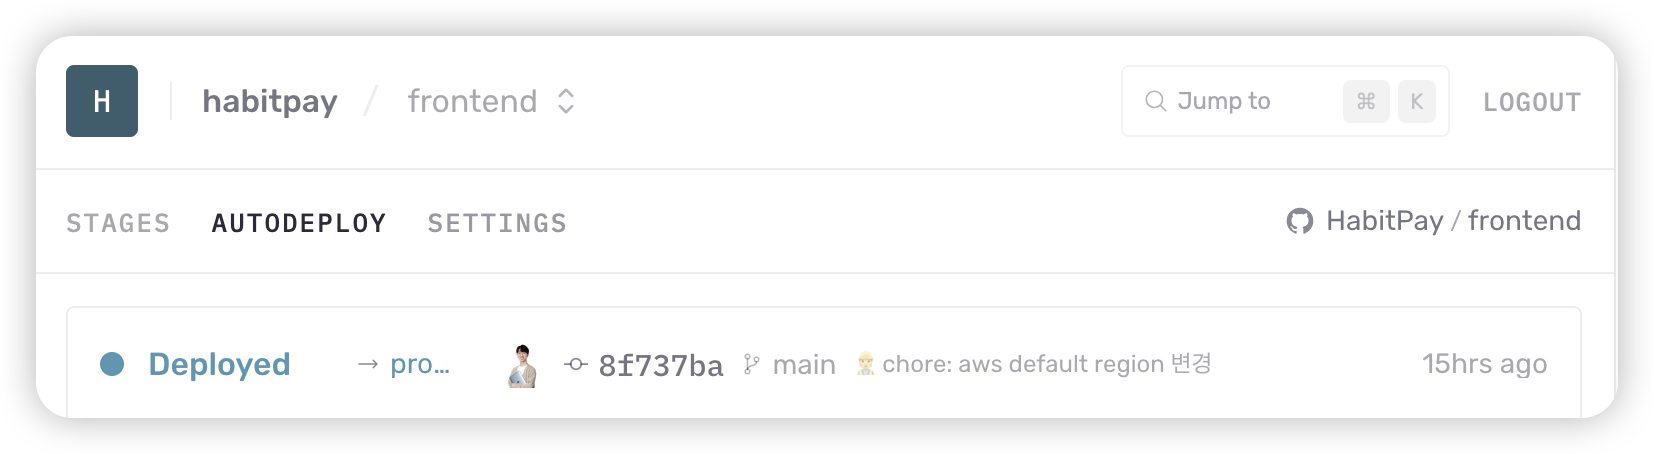 H habitpay / frontend Jump to ⌘ K LOGOUT
STAGES AUTODEPLOY SETTINGS HabitPay / frontend
Deployed → pro... 8f737ba main 👷🏼 chore: aws default region 변경 15hrs ago